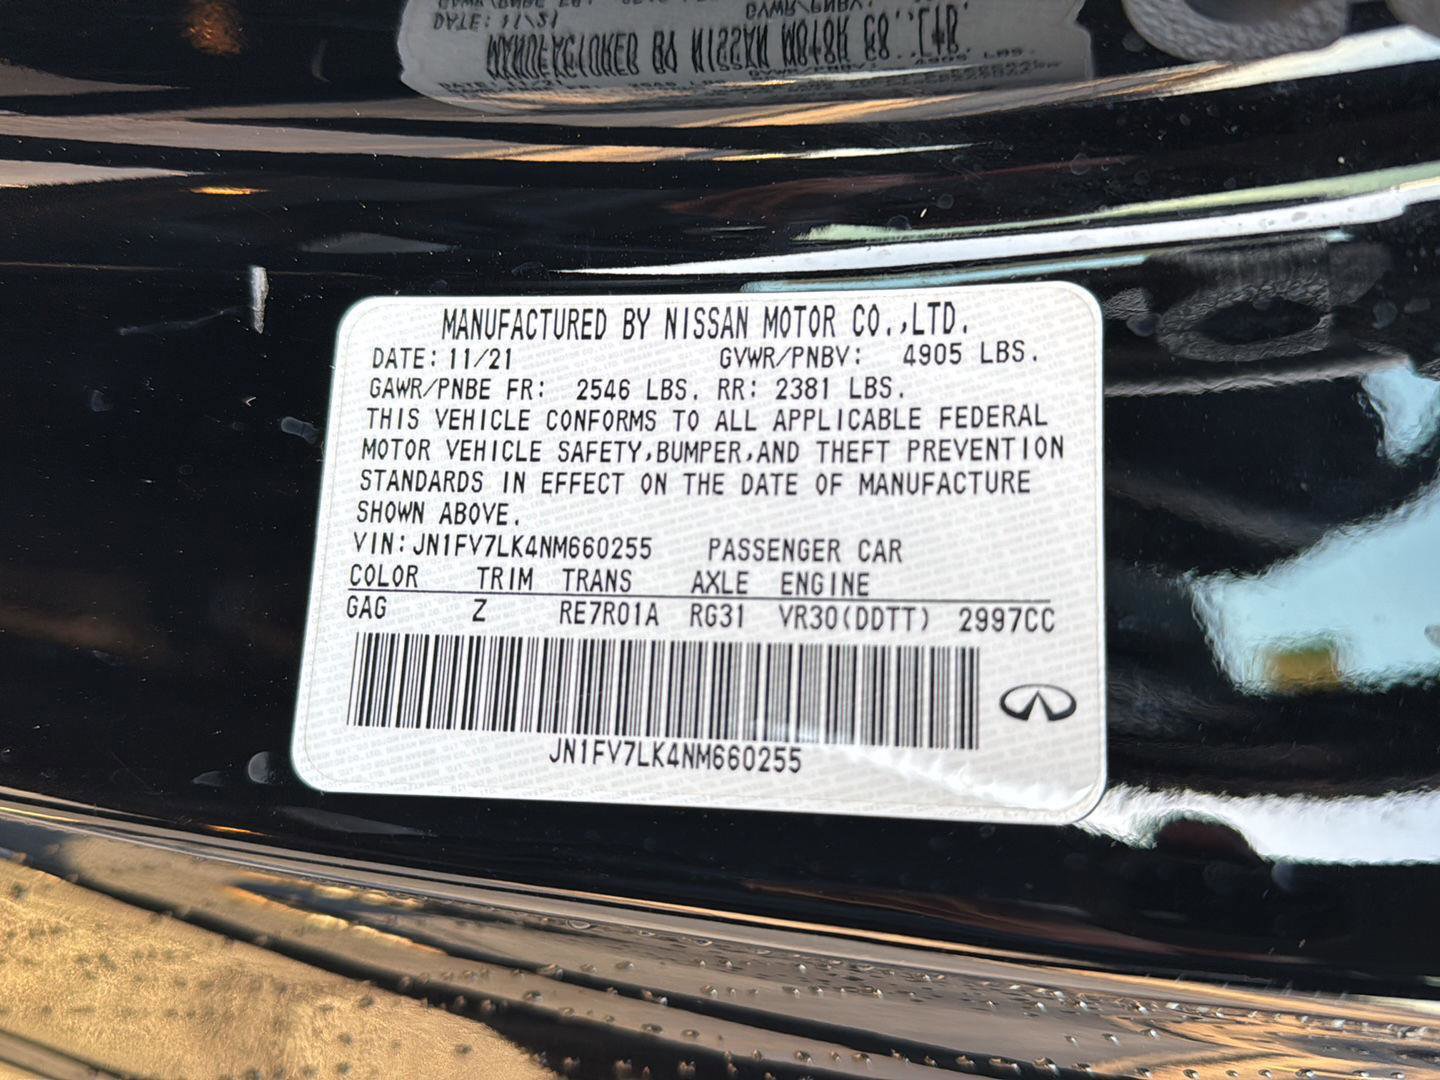 MANUFACTURED BY NISSAN MOTOR CO.,LTD.
DATE: 11/21 GVWR/PNBV: 4905 LBS.
GAWR/PNBE FR: 2546 LBS. RR: 2381 LBS.
THIS VEHICLE CONFORMS TO ALL APPLICABLE FEDERAL
MOTOR VEHICLE SAFETY,BUMPER,AND THEFT PREVENTION
STANDARDS IN EFFECT ON THE DATE OF MANUFACTURE
SHOWN ABOVE.
VIN: JN1FV7LK4NM660255 PASSENGER CAR
COLOR TRIM TRANS AXLE ENGINE
GAG Z RE7R01A RG31 VR30(DDTT) 2997CC
JN1FV7LK4NM660255